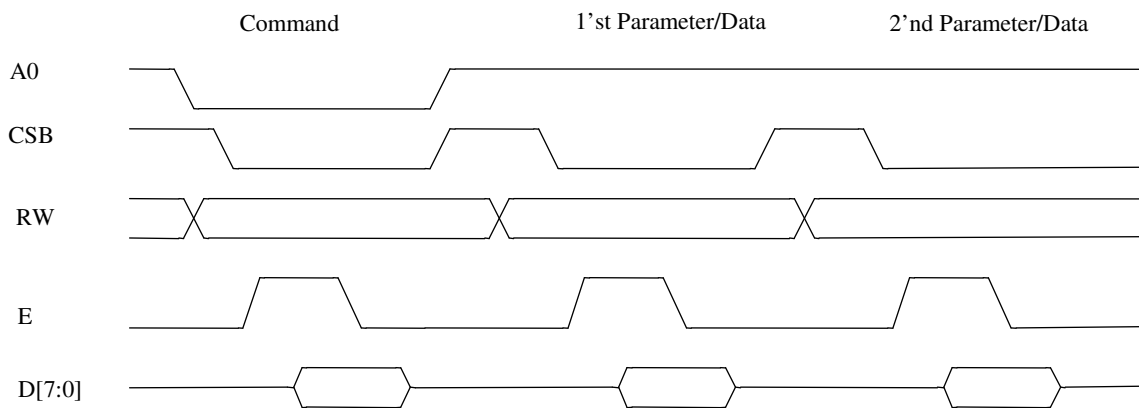 Command 1'st Parameter/Data 2'nd Parameter/Data
A0
CSB
RW
E
D[7:0]